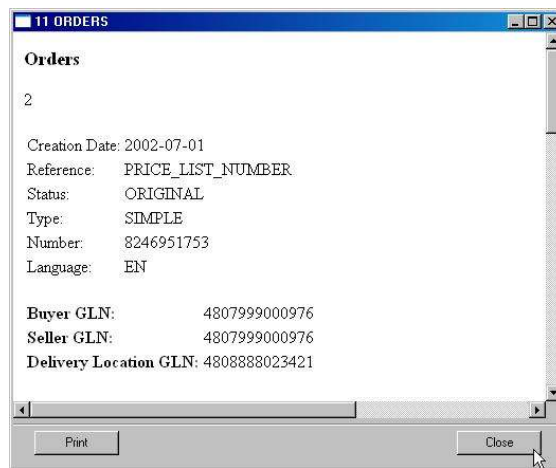 11 ORDERS
Orders
2
Creation Date: 2002-07-01
Reference: PRICE_LIST_NUMBER
Status: ORIGINAL
Type: SIMPLE
Number: 8246951753
Language: EN
Buyer GLN: 4807999000976
Seller GLN: 4807999000976
Delivery Location GLN: 4808888023421
Print Close